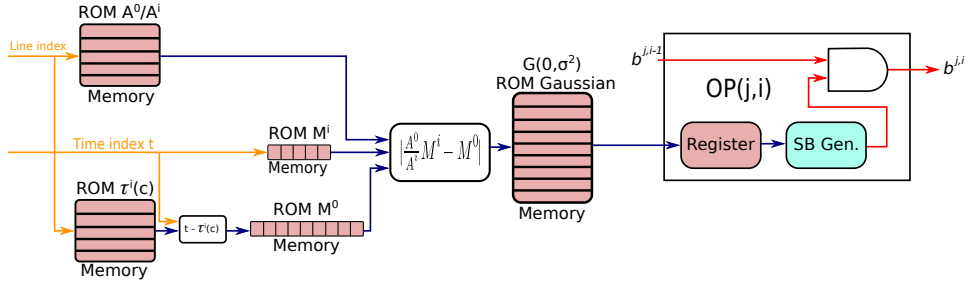 ROM A⁰/Aⁱ
Line index
Memory
Time index t
ROM Mⁱ
Memory
ROM τⁱ(c)
Memory
t - τⁱ(c)
ROM M⁰
Memory
|A⁰/Aⁱ Mⁱ − M⁰|
G(0,σ²)
ROM Gaussian
Memory
b^{j,i-1}
OP(j,i)
Register
SB Gen.
b^{j,i}